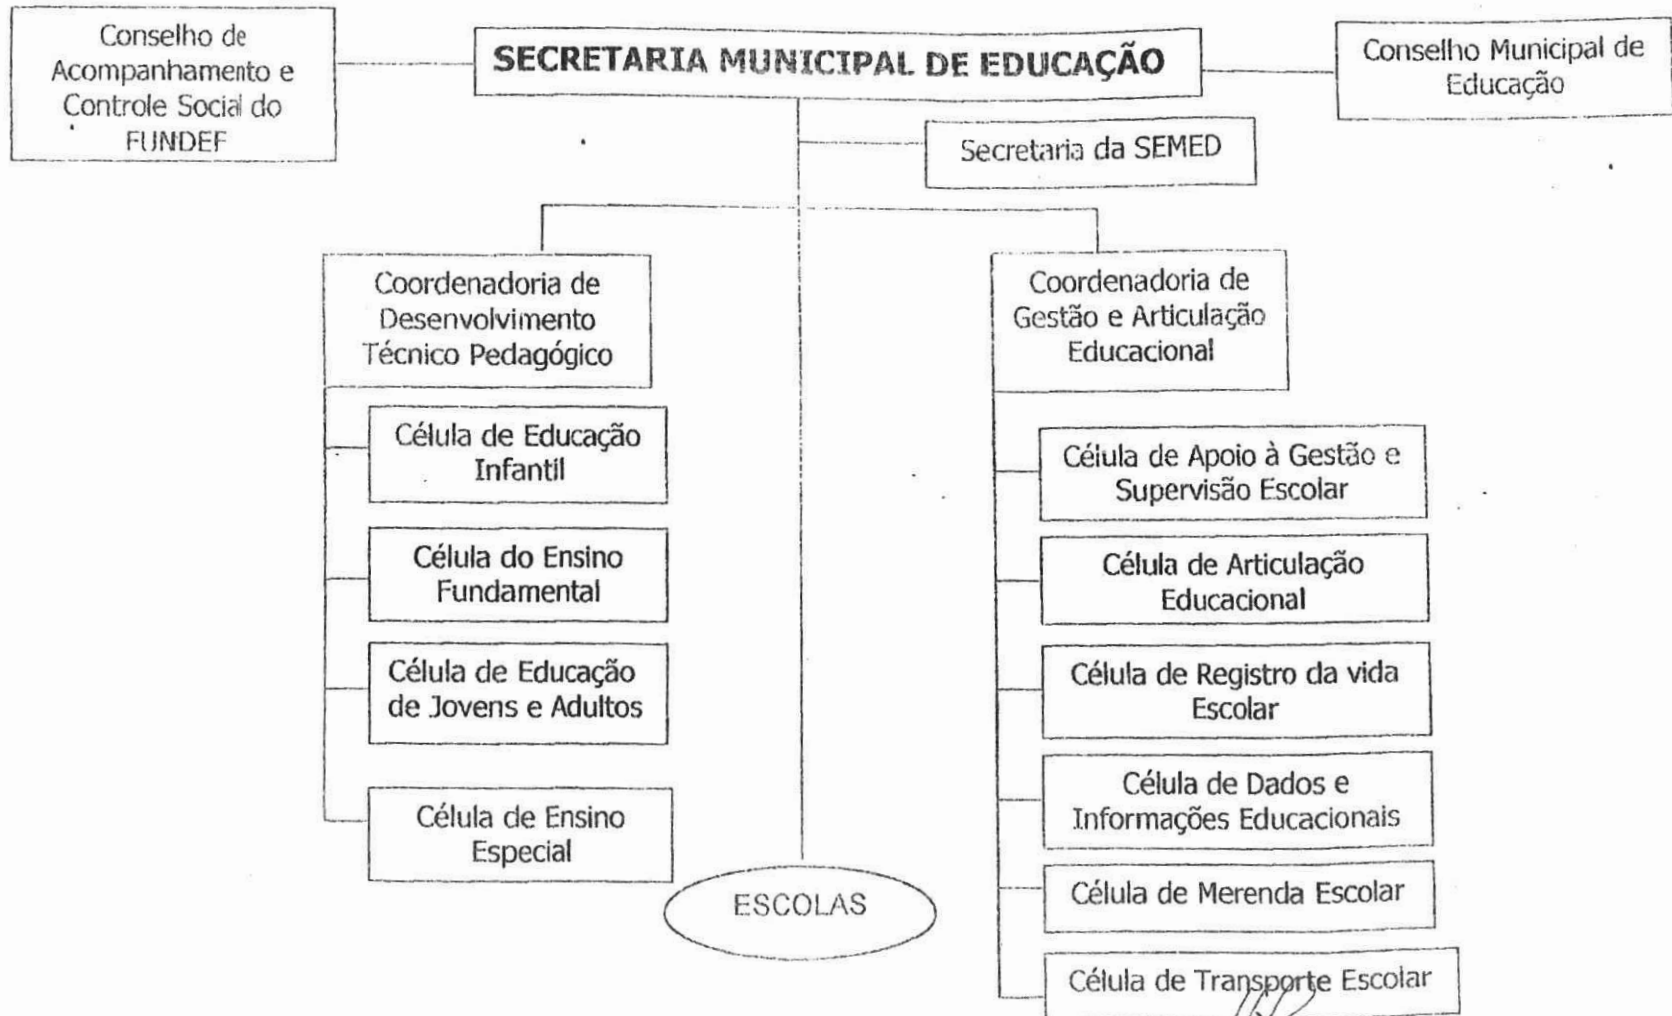 Conselho de
Acompanhamento e
Controle Social do
FUNDEF
SECRETARIA MUNICIPAL DE EDUCAÇÃO
Conselho Municipal de
Educação
Secretaria da SEMED
Coordenadoria de
Desenvolvimento
Técnico Pedagógico
Célula de Educação
Infantil
Célula do Ensino
Fundamental
Célula de Educação
de Jovens e Adultos
Célula de Ensino
Especial
ESCOLAS
Coordenadoria de
Gestão e Articulação
Educacional
Célula de Apoio à Gestão e
Supervisão Escolar
Célula de Articulação
Educacional
Célula de Registro da vida
Escolar
Célula de Dados e
Informações Educacionais
Célula de Merenda Escolar
Célula de Transporte Escolar